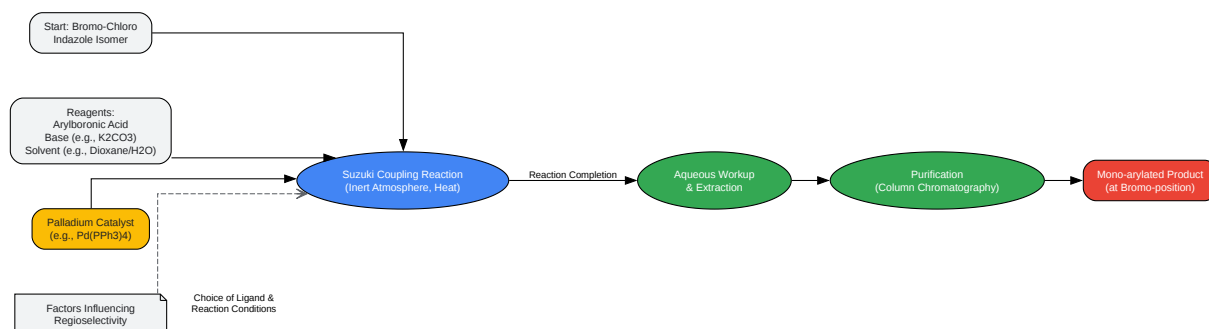 Start: Bromo-Chloro
Indazole Isomer
Reagents:
Arylboronic Acid
Base (e.g., K2CO3)
Solvent (e.g., Dioxane/H2O)
Suzuki Coupling Reaction
(Inert Atmosphere, Heat)
Reaction Completion
Aqueous Workup
& Extraction
Purification
(Column Chromatography)
Mono-arylated Product
(at Bromo-position)
Palladium Catalyst
(e.g., Pd(PPh3)4)
Choice of Ligand &
Reaction Conditions
Factors Influencing
Regioselectivity